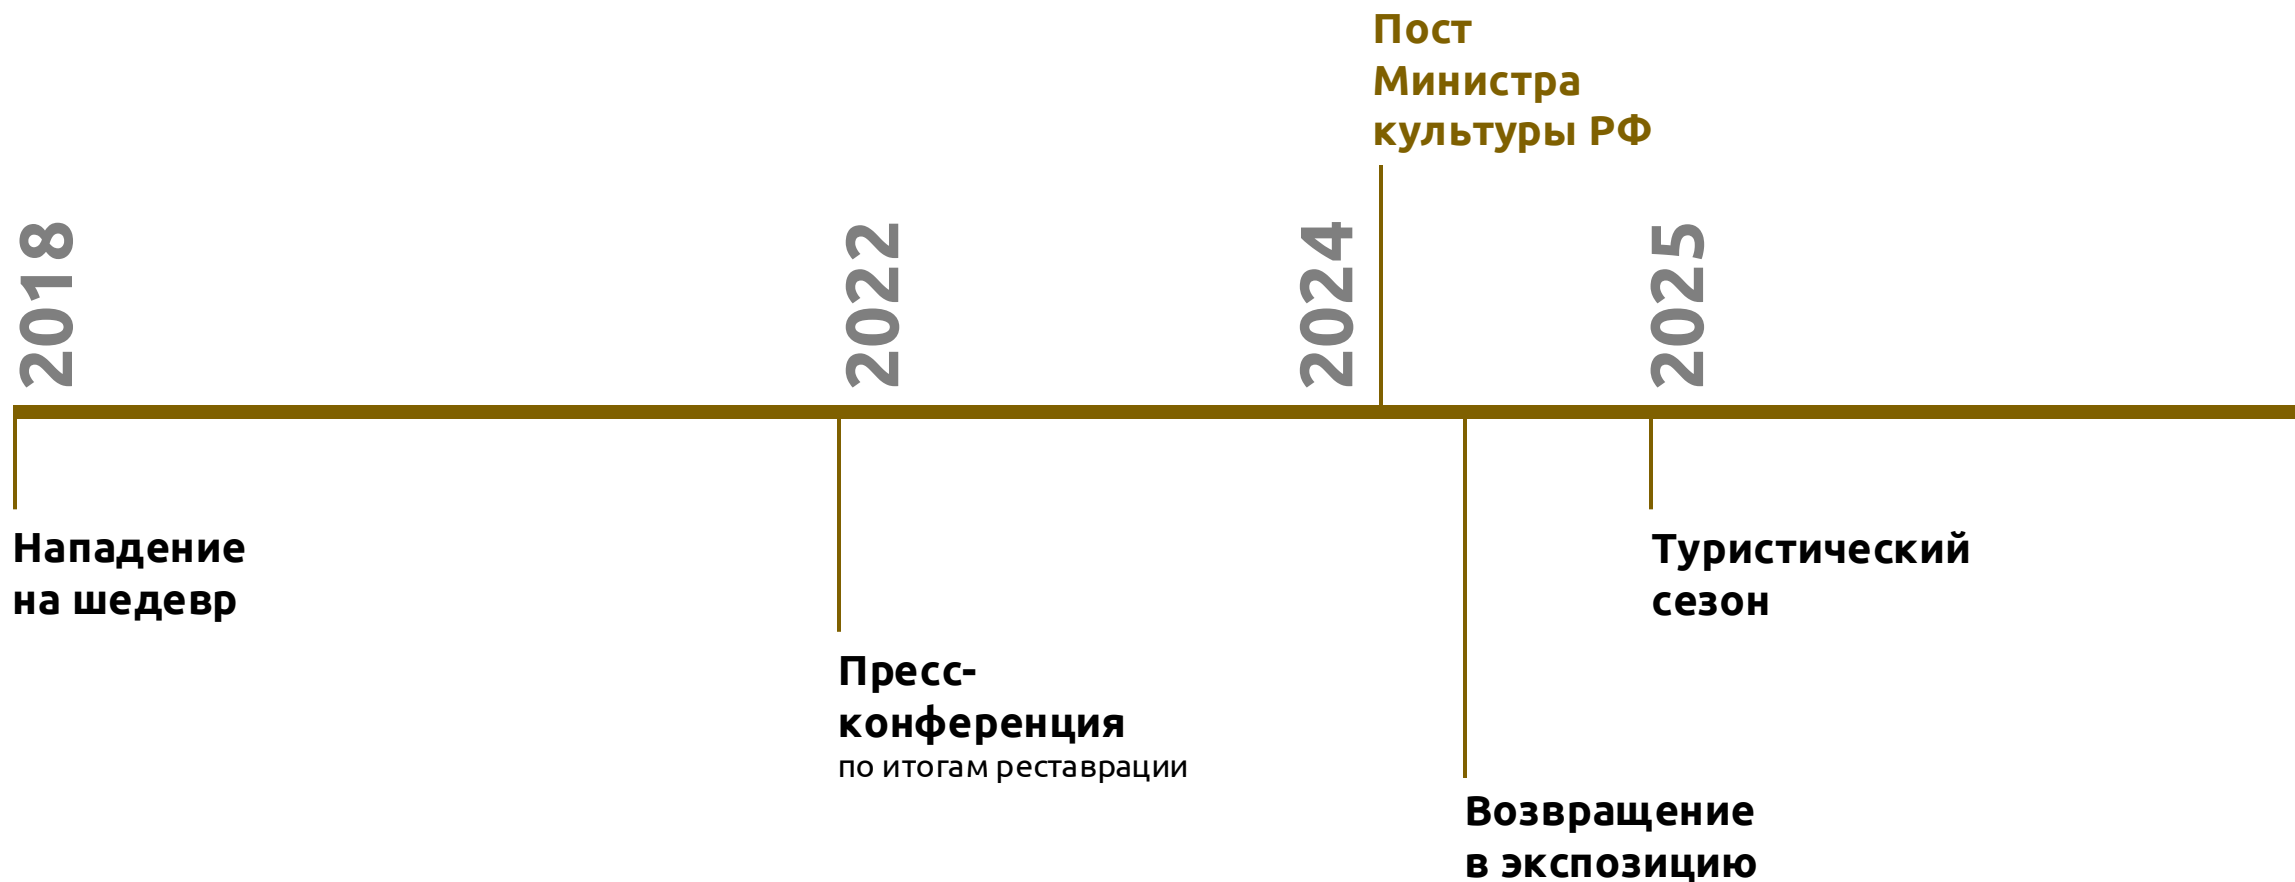 Пост
Министра
культуры РФ
2018
2022
2024
2025
Нападение
на шедевр
Пресс-
конференция
по итогам реставрации
Возвращение
в экспозицию
Туристический
сезон